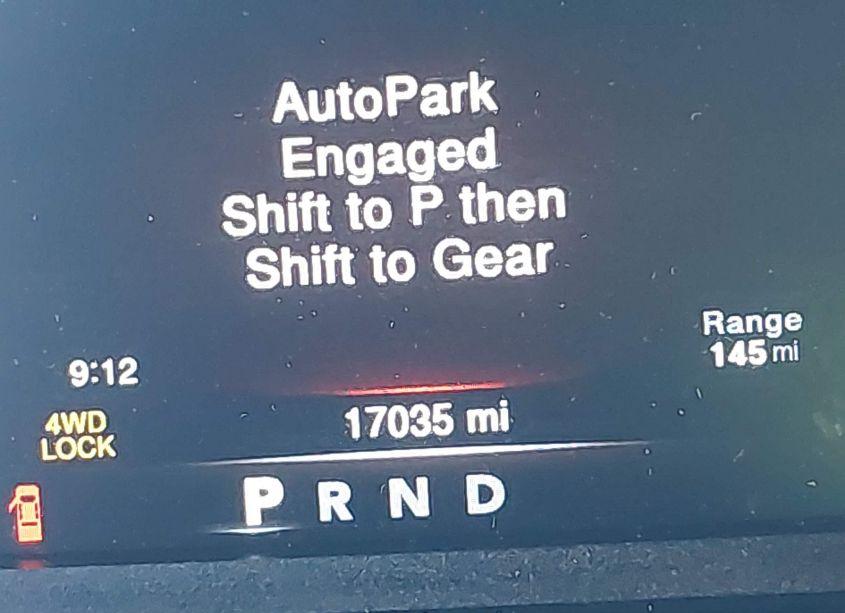 AutoPark
Engaged
Shift to P then
Shift to Gear
Range
145 mi
9:12
17035 mi
4WD
LOCK
P R N D